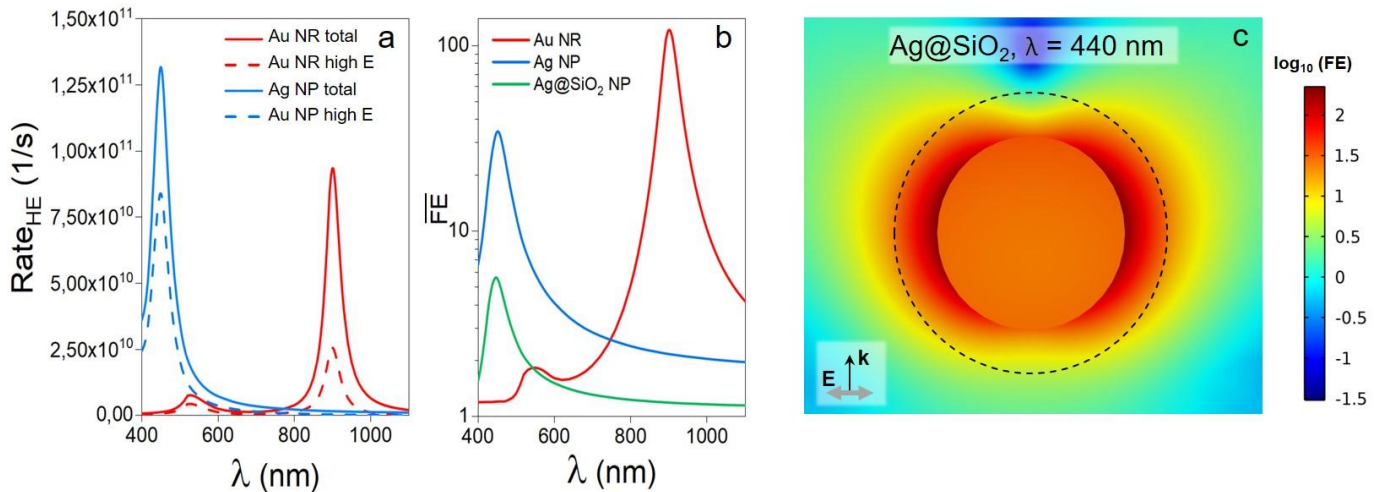 1,50x10¹¹
1,25x10¹¹
1,00x10¹¹
7,50x10¹⁰
5,00x10¹⁰
2,50x10¹⁰
0,00
Rate_HE (1/s)
400 600 800 1000
λ (nm)
Au NR total
Au NR high E
Ag NP total
Au NP high E
a
100
10
1
F̅E̅
400 600 800 1000
λ (nm)
Au NR
Ag NP
Ag@SiO₂ NP
b
c
Ag@SiO₂, λ = 440 nm
k
E
log₁₀ (FE)
2
1.5
1
0.5
0
-0.5
-1
-1.5